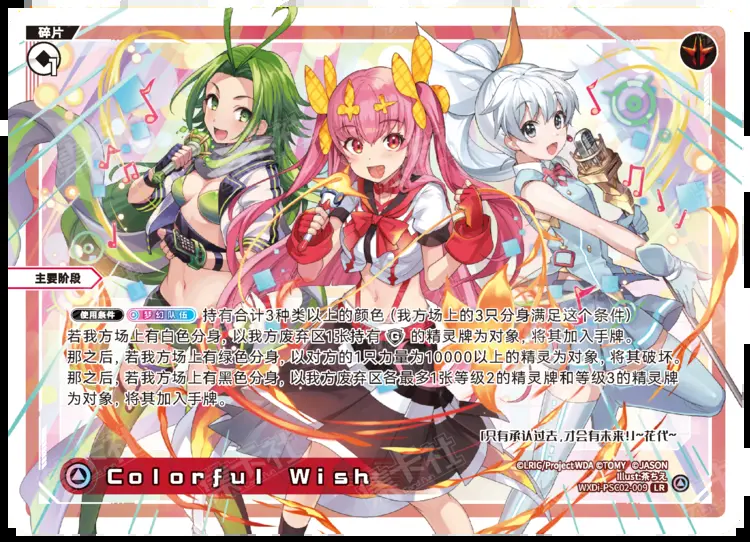 碎片
1
主要阶段
使用条件 梦幻队伍 持有合计3种类以上的颜色 (我方场上的3只分身满足这个条件)
若我方场上有白色分身, 以我方废弃区1张持有 G 的精灵牌为对象, 将其加入手牌。
那之后, 若我方场上有绿色分身, 以对方的1只力量为10000以上的精灵为对象, 将其破坏。
那之后, 若我方场上有黑色分身, 以我方废弃区各最多1张等级2的精灵牌和等级3的精灵牌
为对象, 将其加入手牌。
「只有承认过去,才会有未来!」~花代~
Colorful Wish
©LRIG/ProjectWDA ©TOMY ©JASON
Illust:茶ちえ
WXDi-PSC02-009 LR